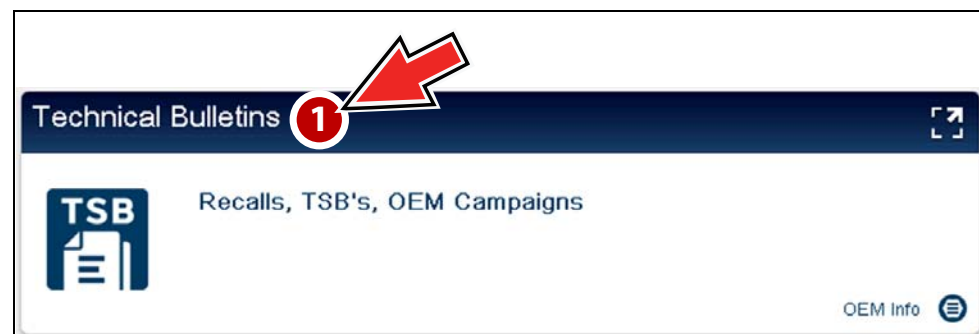 Technical Bulletins 1
TSB
Recalls, TSB's, OEM Campaigns
OEM Info